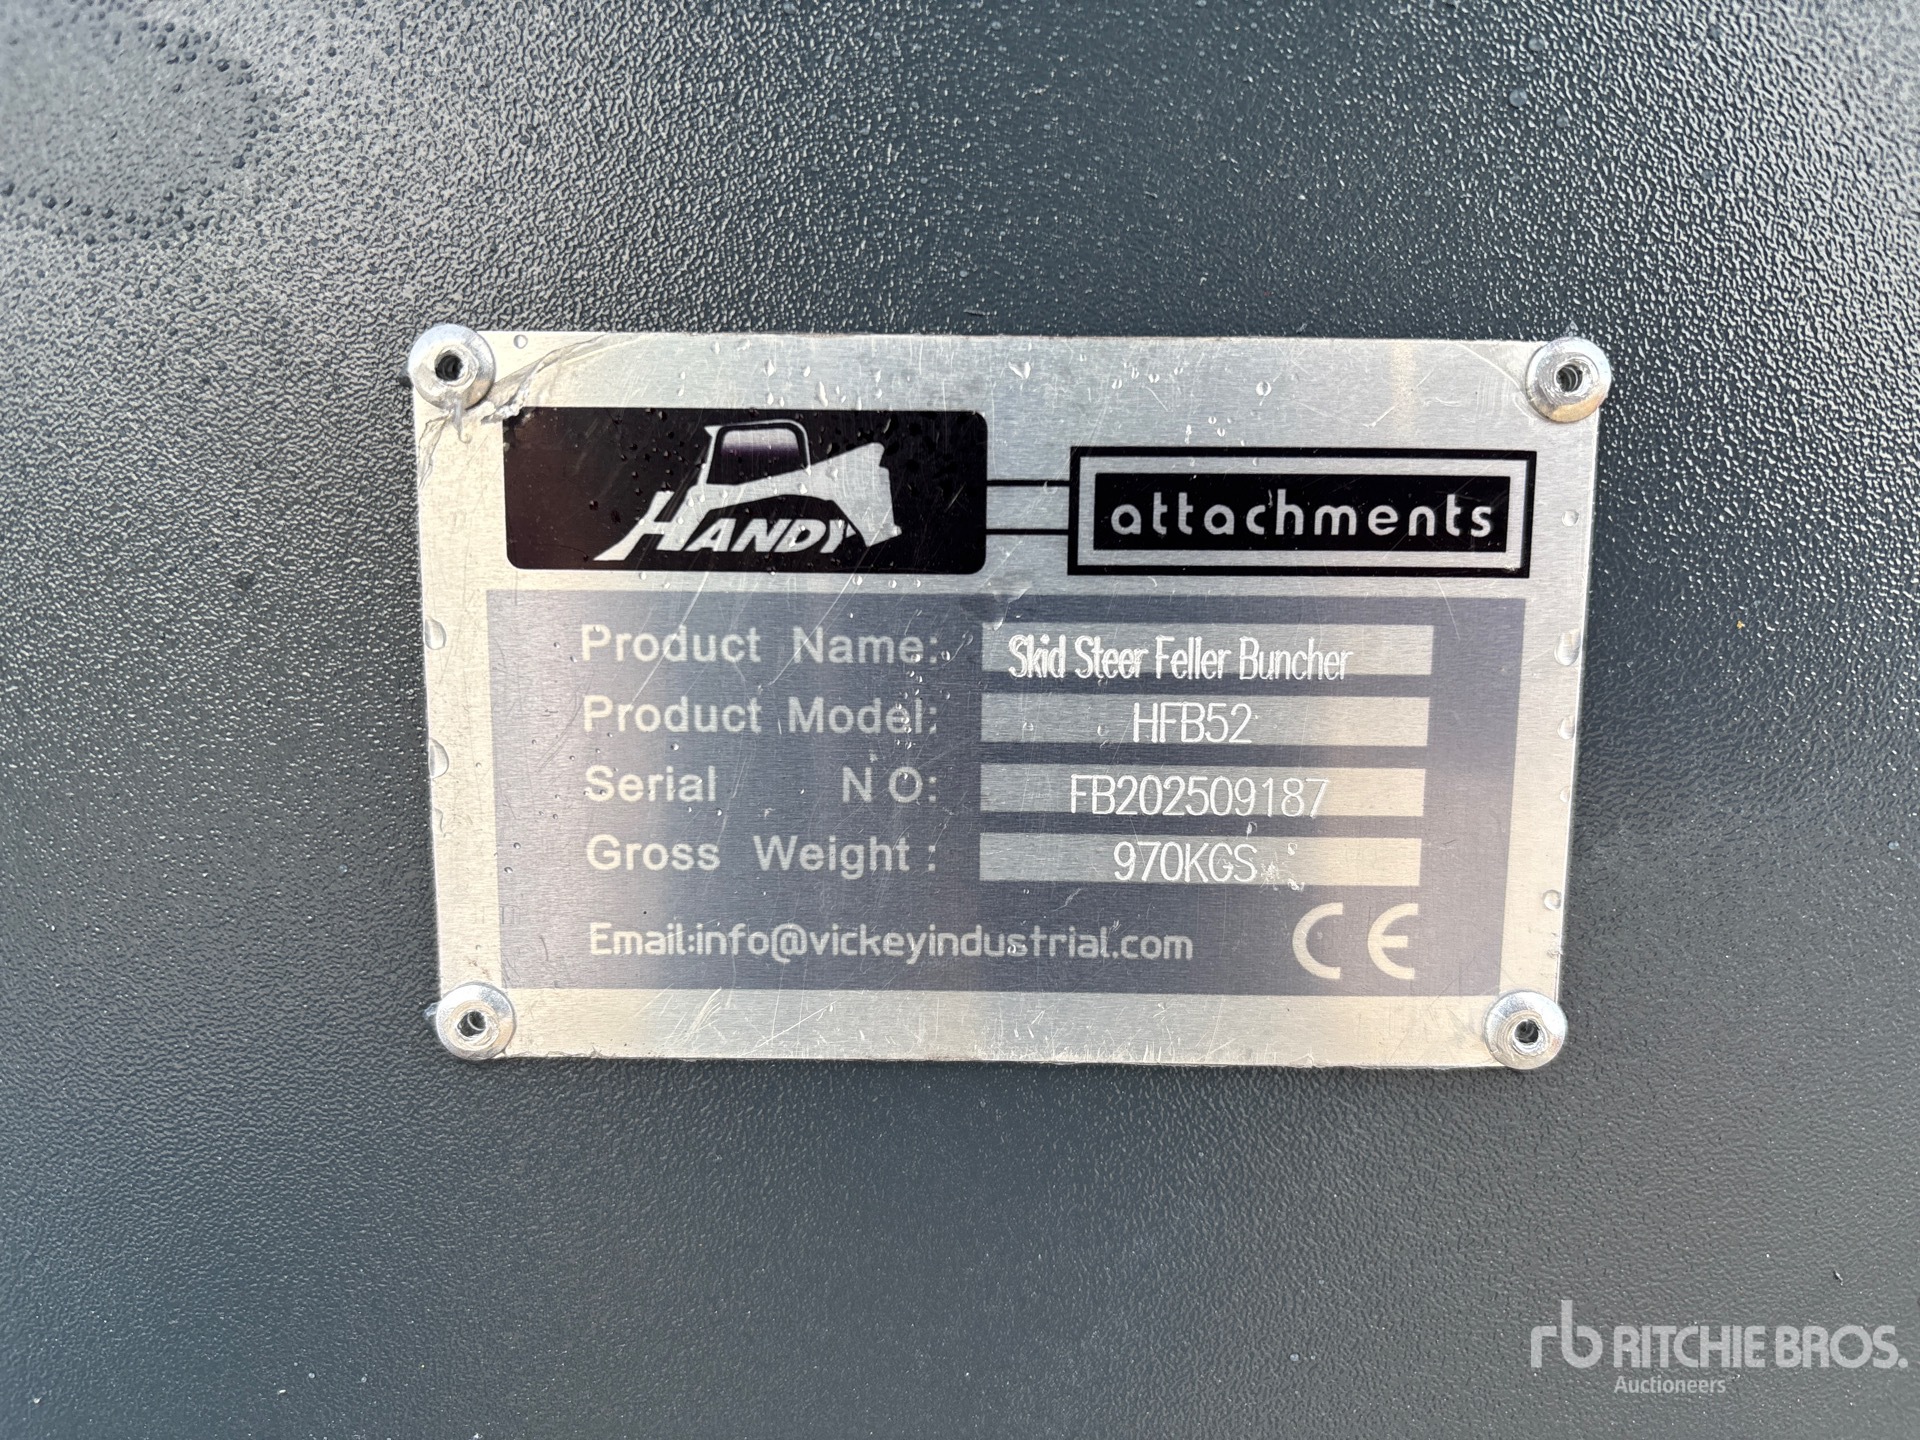 HANDY
attachments
Product Name: Skid Steer Feller Buncher
Product Model: HFB52
Serial NO: FB202509187
Gross Weight: 970KGS
Email:info@vickeyindustrial.com CE
rb RITCHIE BROS.
Auctioneers